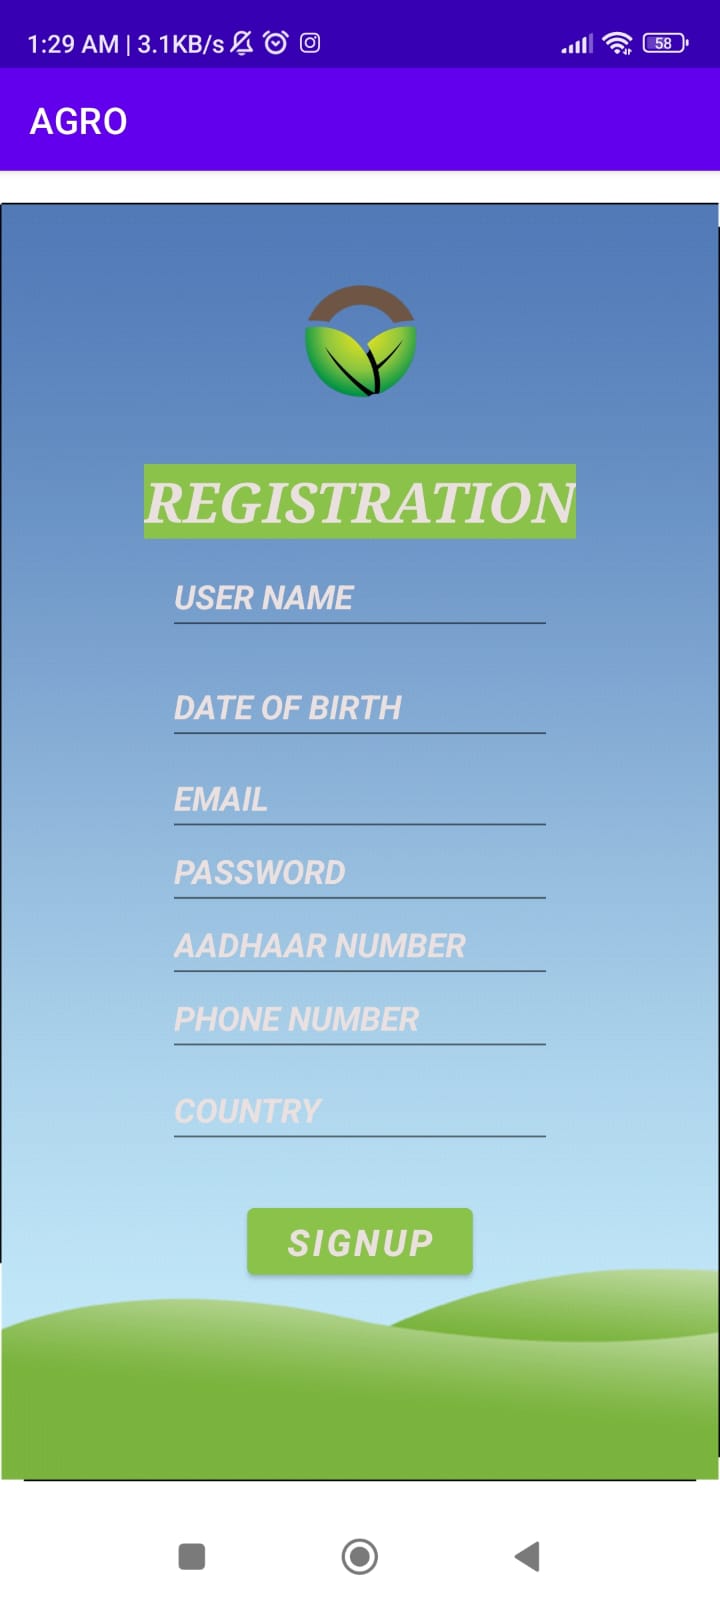 1:29 AM | 3.1KB/s
58
AGRO
REGISTRATION
USER NAME
DATE OF BIRTH
EMAIL
PASSWORD
AADHAAR NUMBER
PHONE NUMBER
COUNTRY
SIGNUP